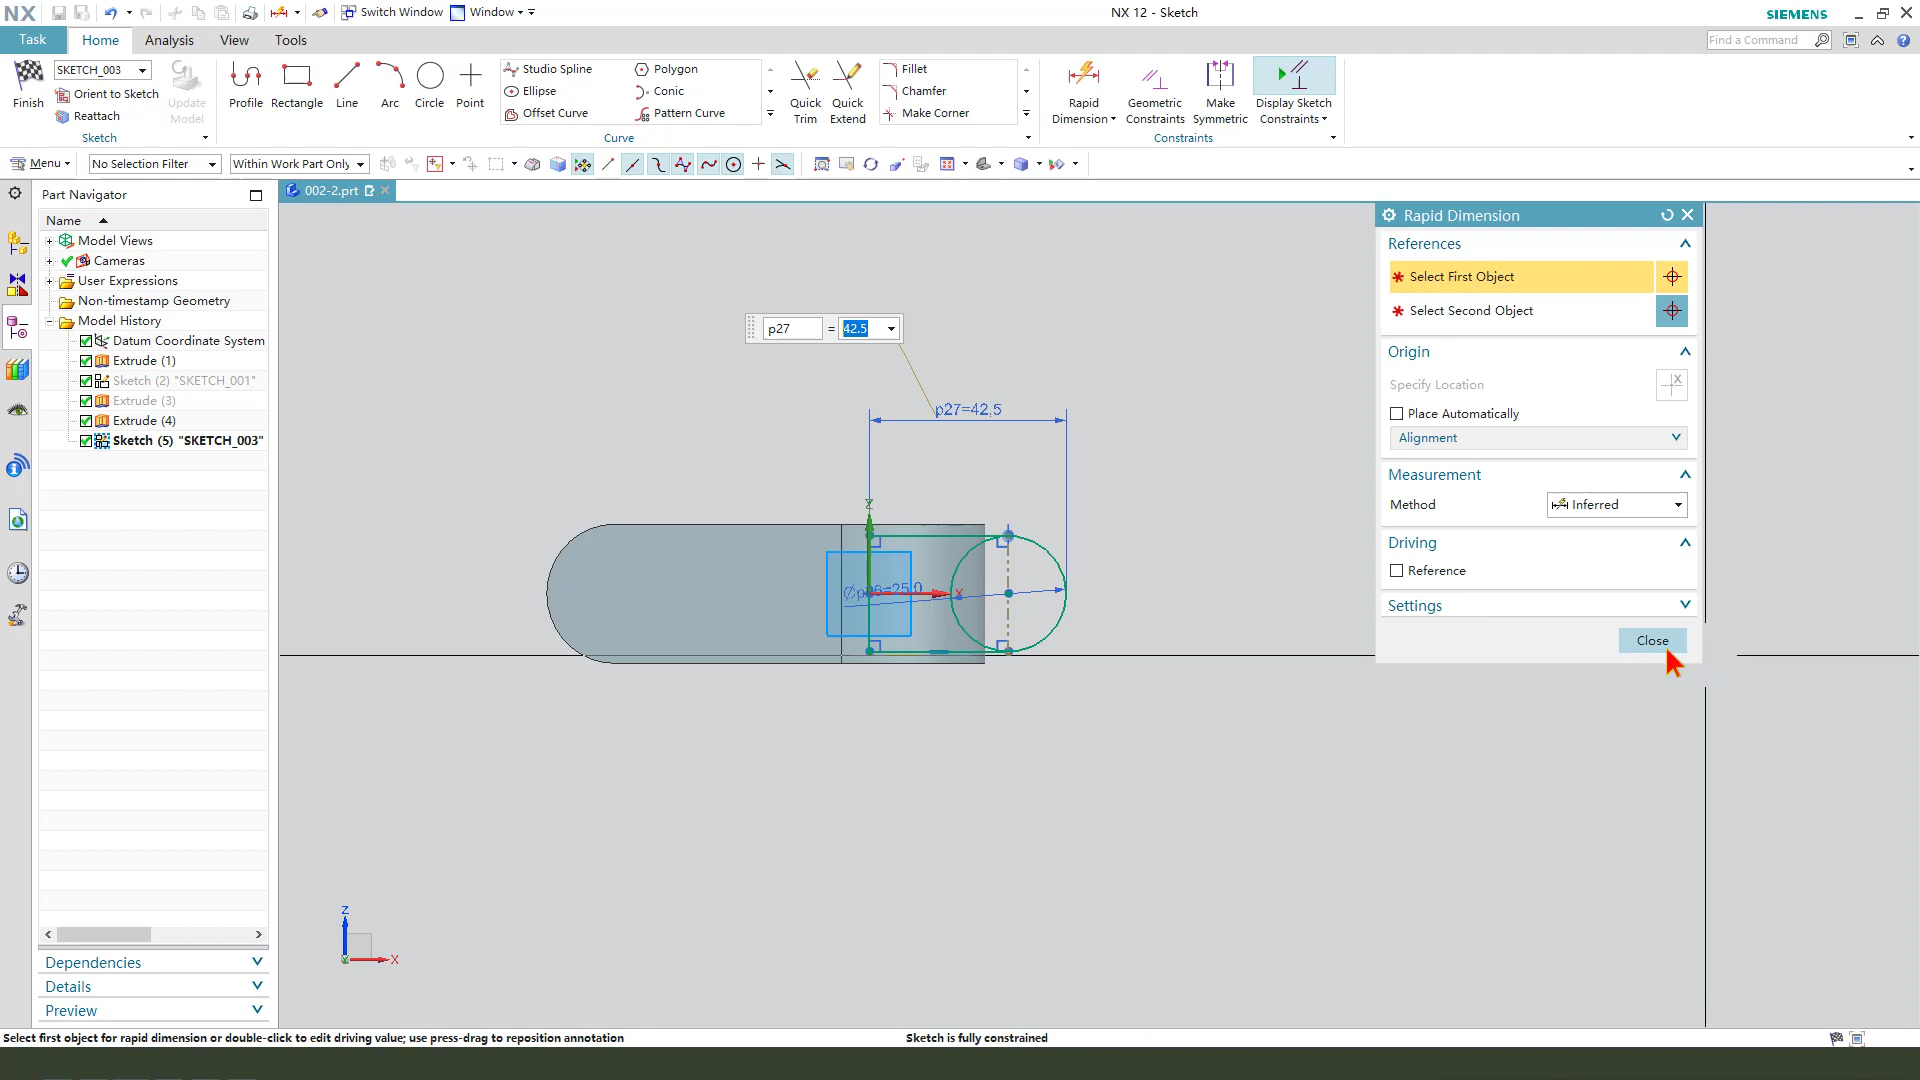 NX
Switch Window
Window
NX 12 - Sketch
SIEMENS
Task
Home
Analysis
View
Tools
Find a Command
Finish
SKETCH_003
Orient to Sketch
Reattach
Update
Model
Sketch
Profile
Rectangle
Line
Arc
Circle
Point
Studio Spline
Polygon
Ellipse
Conic
Offset Curve
Pattern Curve
Curve
Quick
Trim
Quick
Extend
Fillet
Chamfer
Make Corner
Rapid
Dimension
Geometric
Constraints
Make
Symmetric
Display Sketch
Constraints
Constraints
Menu
No Selection Filter
Within Work Part Only
Part Navigator
002-2.prt
Name
Model Views
Cameras
User Expressions
Non-timestamp Geometry
Model History
Datum Coordinate System
Extrude (1)
Sketch (2) "SKETCH_001"
Extrude (3)
Extrude (4)
Sketch (5) "SKETCH_003"
Dependencies
Details
Preview
p27
=
42.5
p27=42,5
Z
X
Z
X
Y
Rapid Dimension
References
Select First Object
Select Second Object
Origin
Specify Location
Place Automatically
Alignment
Measurement
Method
Inferred
Driving
Reference
Settings
Close
Select first object for rapid dimension or double-click to edit driving value; use press-drag to reposition annotation
Sketch is fully constrained